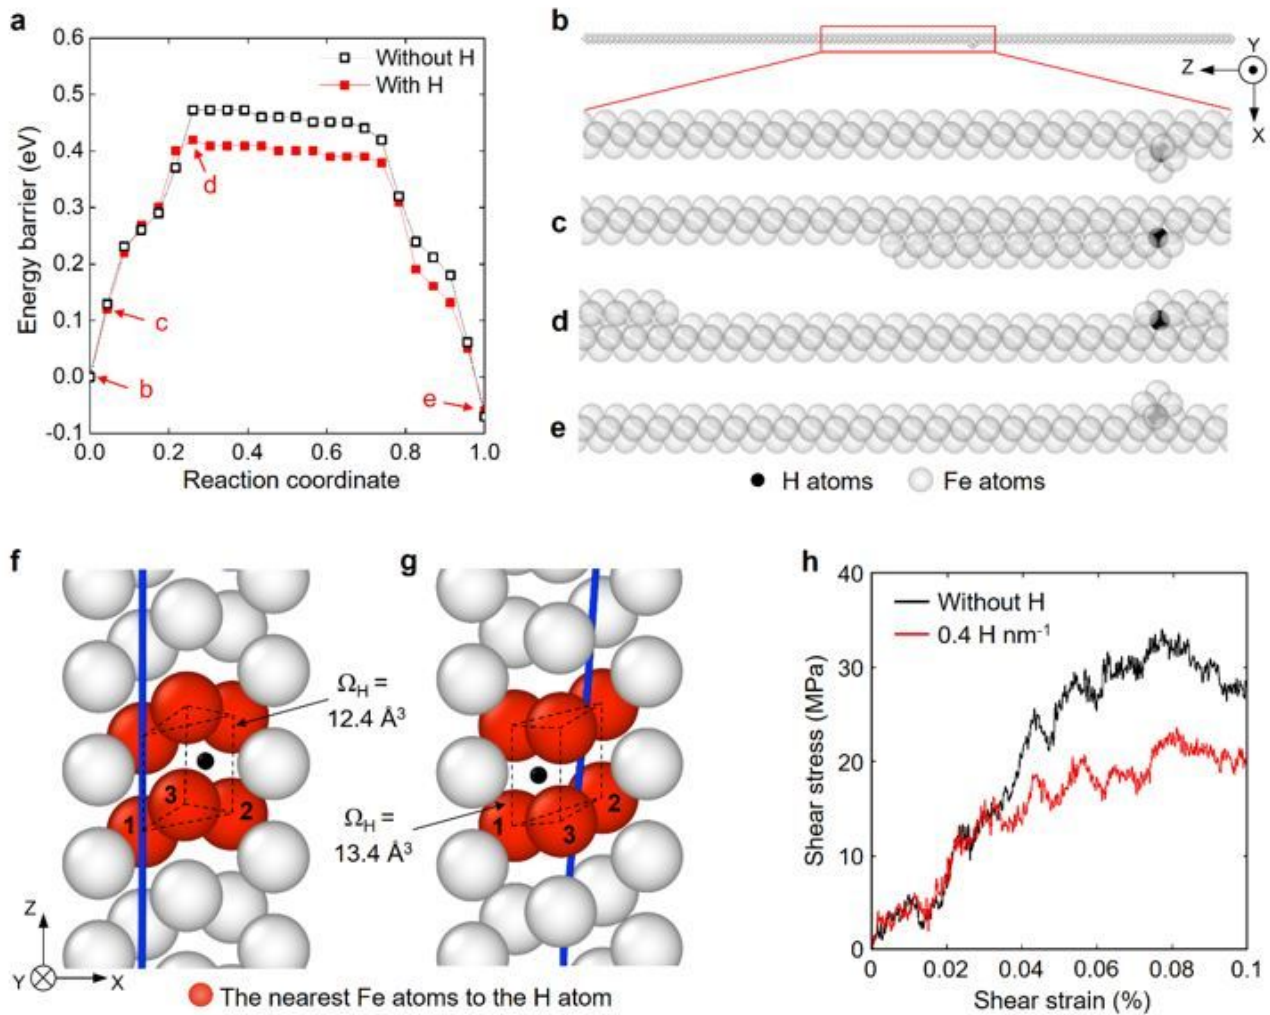 a
0.6
0.5
0.4
0.3
0.2
0.1
0.0
-0.1
Energy barrier (eV)
Without H
With H
d
c
b
e
0.0 0.2 0.4 0.6 0.8 1.0
Reaction coordinate
b
Y
Z
X
c
d
e
H atoms Fe atoms
f
Ω_H =
12.4 Å³
Ω_H =
13.4 Å³
3
1
2
Z
Y
X
g
1
2
3
The nearest Fe atoms to the H atom
h
40
30
20
10
0
Shear stress (MPa)
Without H
0.4 H nm⁻¹
0 0.02 0.04 0.06 0.08 0.1
Shear strain (%)